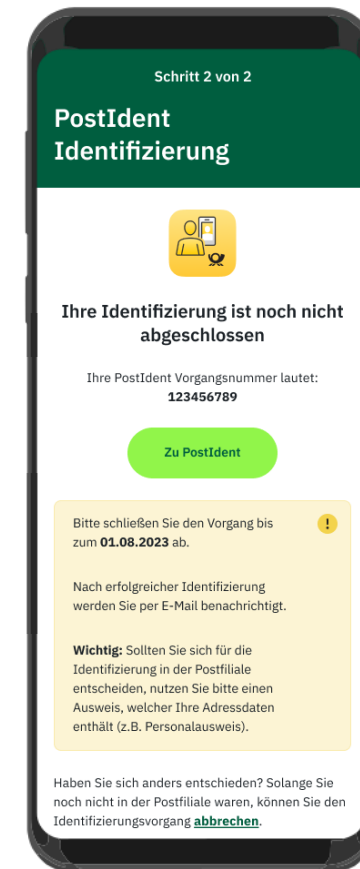 Schritt 2 von 2
PostIdent
Identifizierung
Ihre Identifizierung ist noch nicht
abgeschlossen
Ihre PostIdent Vorgangsnummer lautet:
123456789
Zu PostIdent
Bitte schließen Sie den Vorgang bis
zum 01.08.2023 ab.
Nach erfolgreicher Identifizierung
werden Sie per E-Mail benachrichtigt.
Wichtig: Sollten Sie sich für die
Identifizierung in der Postfiliale
entscheiden, nutzen Sie bitte einen
Ausweis, welcher Ihre Adressdaten
enthält (z.B. Personalausweis).
Haben Sie sich anders entschieden? Solange Sie
noch nicht in der Postfiliale waren, können Sie den
Identifizierungsvorgang abbrechen.